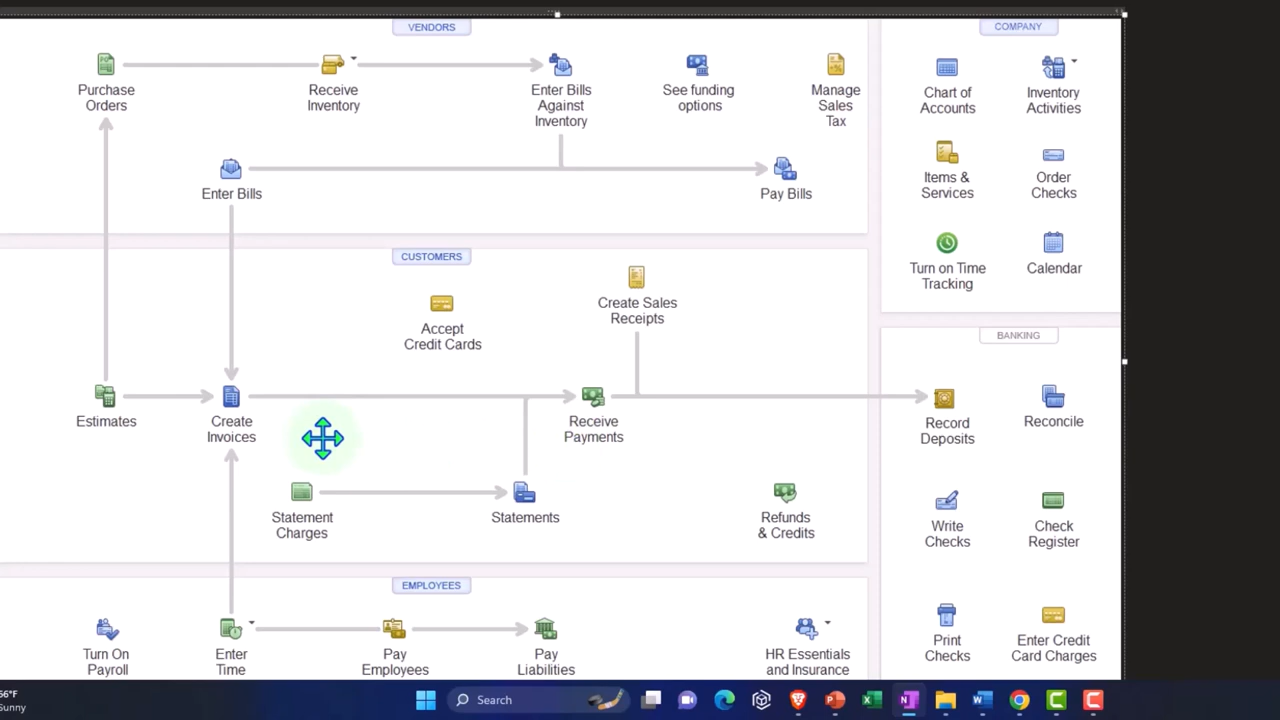 VENDORS
COMPANY
Purchase
Orders
Receive
Inventory
Enter Bills
Against
Inventory
See funding
options
Manage
Sales
Tax
Chart of
Accounts
Inventory
Activities
Enter Bills
Pay Bills
Items &
Services
Order
Checks
Turn on Time
Tracking
Calendar
CUSTOMERS
Accept
Credit Cards
Create Sales
Receipts
BANKING
Estimates
Create
Invoices
Receive
Payments
Record
Deposits
Reconcile
Statement
Charges
Statements
Refunds
& Credits
Write
Checks
Check
Register
EMPLOYEES
Turn On
Payroll
Enter
Time
Pay
Employees
Pay
Liabilities
HR Essentials
and Insurance
Print
Checks
Enter Credit
Card Charges
56°F
Sunny
Search